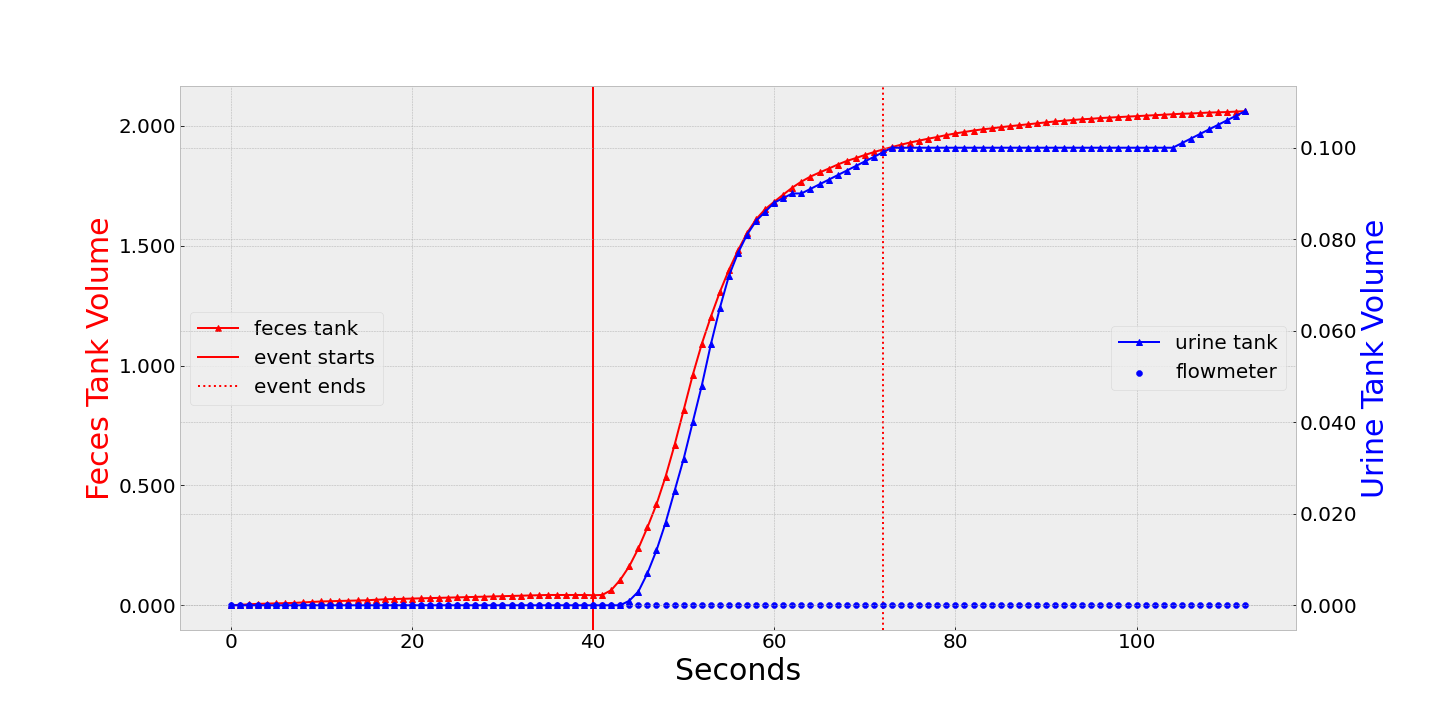 2.000
1.500
1.000
0.500
0.000
Feces Tank Volume
feces tank
event starts
event ends
urine tank
flowmeter
0.100
0.080
0.060
0.040
0.020
0.000
Urine Tank Volume
0 20 40 60 80 100
Seconds